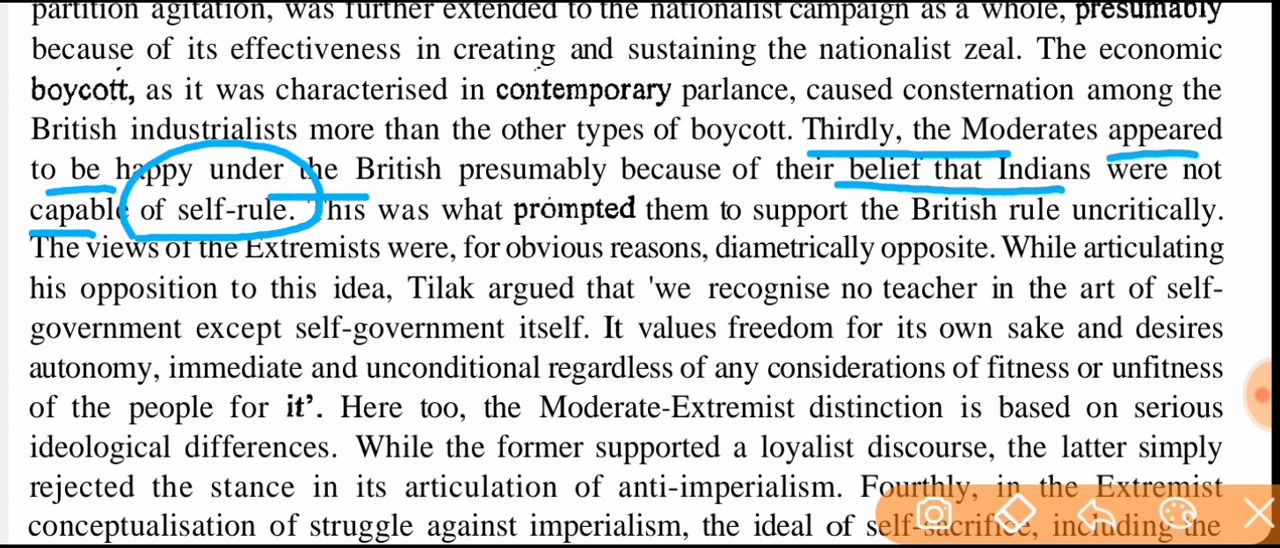 partition agitation, was further extended to the nationalist campaign as a whole, presumably
because of its effectiveness in creating and sustaining the nationalist zeal. The economic
boycott, as it was characterised in contemporary parlance, caused consternation among the
British industrialists more than the other types of boycott. Thirdly, the Moderates appeared
to be happy under the British presumably because of their belief that Indians were not
capable of self-rule. This was what prompted them to support the British rule uncritically.
The views of the Extremists were, for obvious reasons, diametrically opposite. While articulating
his opposition to this idea, Tilak argued that 'we recognise no teacher in the art of self-
government except self-government itself. It values freedom for its own sake and desires
autonomy, immediate and unconditional regardless of any considerations of fitness or unfitness
of the people for it’. Here too, the Moderate-Extremist distinction is based on serious
ideological differences. While the former supported a loyalist discourse, the latter simply
rejected the stance in its articulation of anti-imperialism. Fourthly, in the Extremist
conceptualisation of struggle against imperialism, the ideal of self-sacrifice, including the